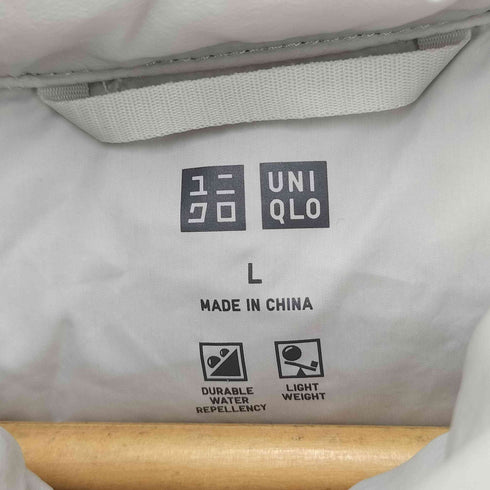 ユニ
クロ
UNI
QLO
L
MADE IN CHINA
DURABLE
WATER
REPELLENCY
LIGHT
WEIGHT